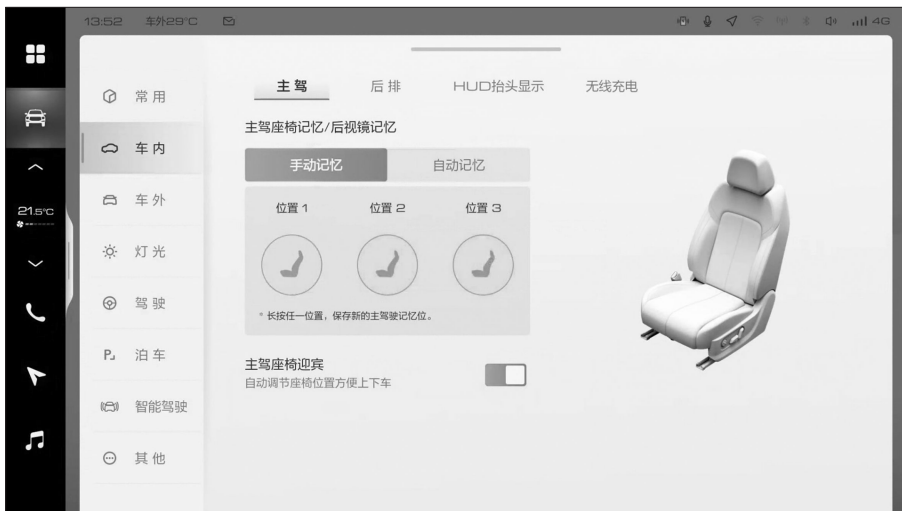 13:52 车外29°C 4G
主驾 后排 HUD抬头显示 无线充电
常用
主驾座椅记忆/后视镜记忆
车内
手动记忆 自动记忆
车外
21.5°C
位置 1 位置 2 位置 3
灯光
驾驶
* 长按任一位置，保存新的主驾驶记忆位。
P 泊车
主驾座椅迎宾
自动调节座椅位置方便上下车
智能驾驶
其他